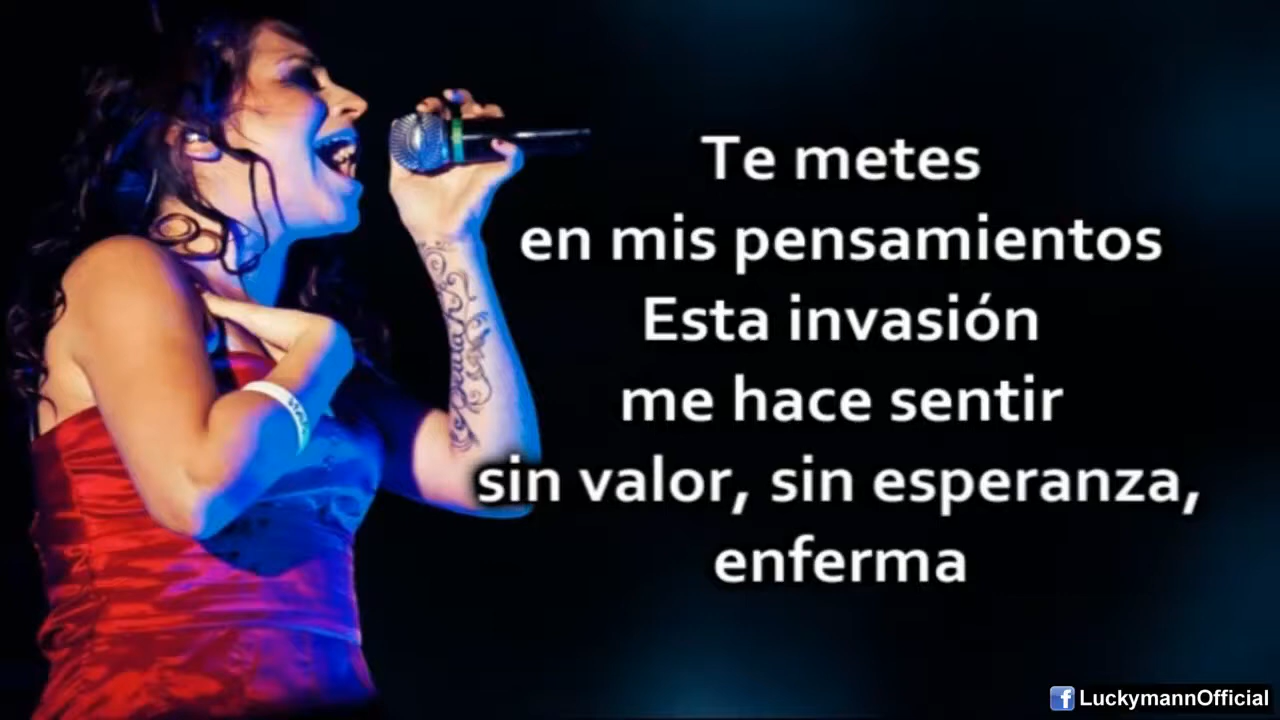 Te metes
en mis pensamientos
Esta invasión
me hace sentir
sin valor, sin esperanza,
enferma
LuckymannOfficial